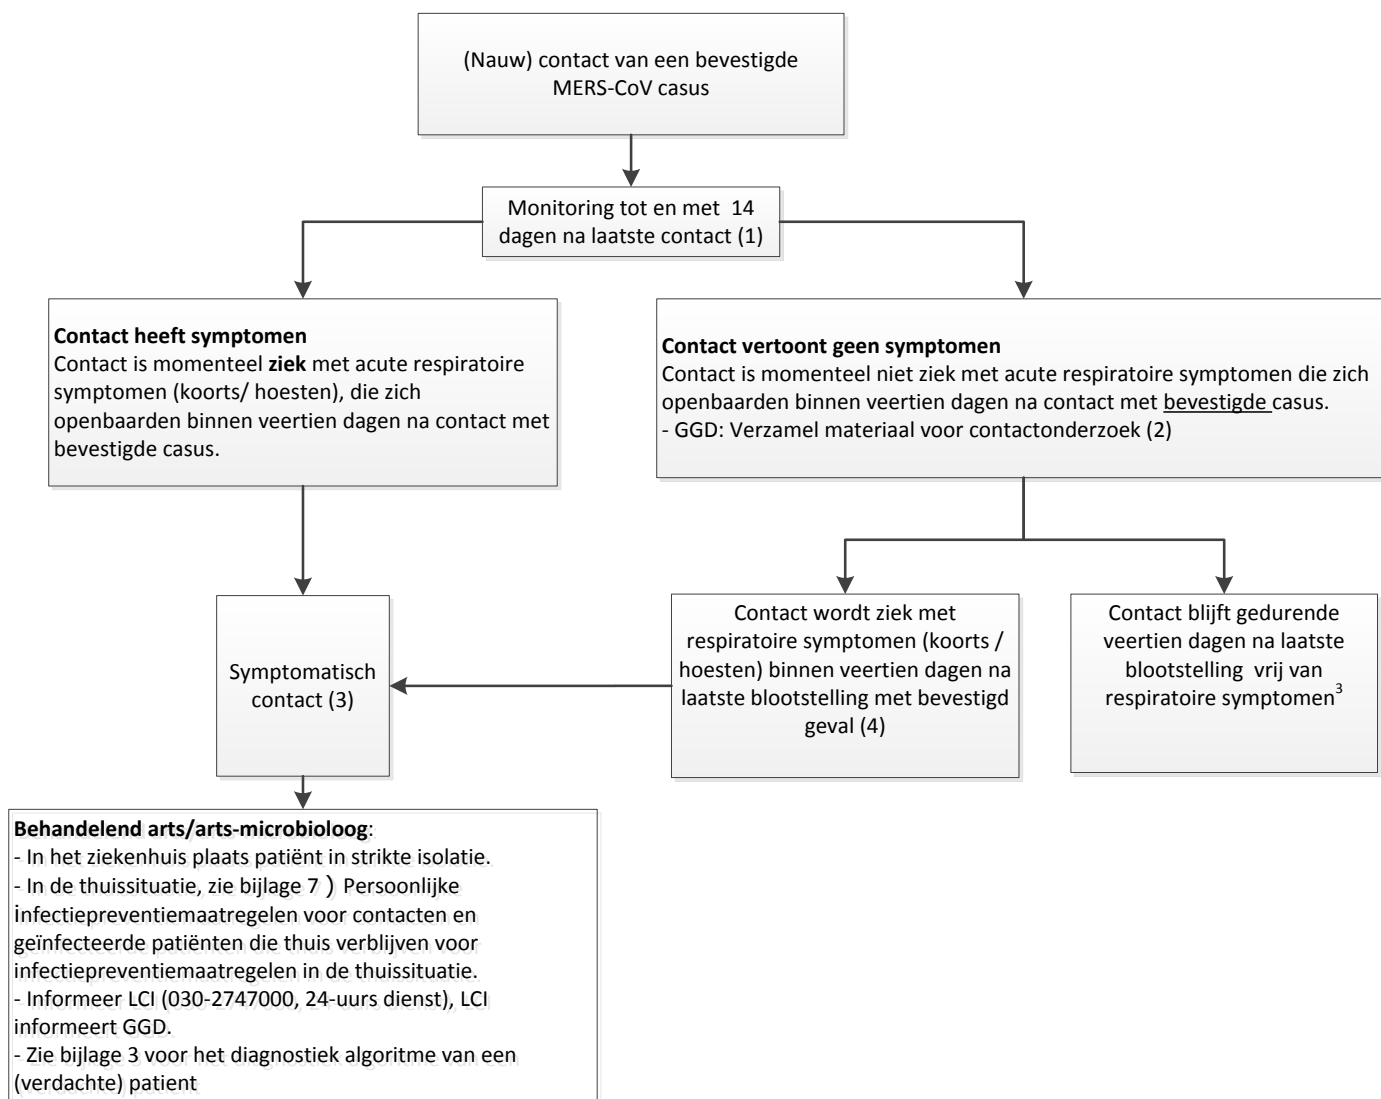 (Nauw) contact van een bevestigde
MERS-CoV casus
Monitoring tot en met  14
dagen na laatste contact (1)
Contact heeft symptomen
Contact is momenteel ziek met acute respiratoire
symptomen (koorts/ hoesten), die zich
openbaarden binnen veertien dagen na contact met
bevestigde casus.
Contact vertoont geen symptomen
Contact is momenteel niet ziek met acute respiratoire symptomen die zich
openbaarden binnen veertien dagen na contact met bevestigde casus.
- GGD: Verzamel materiaal voor contactonderzoek (2)
Symptomatisch
contact (3)
Contact wordt ziek met
respiratoire symptomen (koorts /
hoesten) binnen veertien dagen na
laatste blootstelling met bevestigd
geval (4)
Contact blijft gedurende
veertien dagen na laatste
blootstelling  vrij van
respiratoire symptomen³
Behandelend arts/arts-microbioloog:
- In het ziekenhuis plaats patiënt in strikte isolatie.
- In de thuissituatie, zie bijlage 7 ) Persoonlijke
infectiepreventiemaatregelen voor contacten en
geïnfecteerde patiënten die thuis verblijven voor
infectiepreventiemaatregelen in de thuissituatie.
- Informeer LCI (030-2747000, 24-uurs dienst), LCI
informeert GGD.
- Zie bijlage 3 voor het diagnostiek algoritme van een
(verdachte) patient